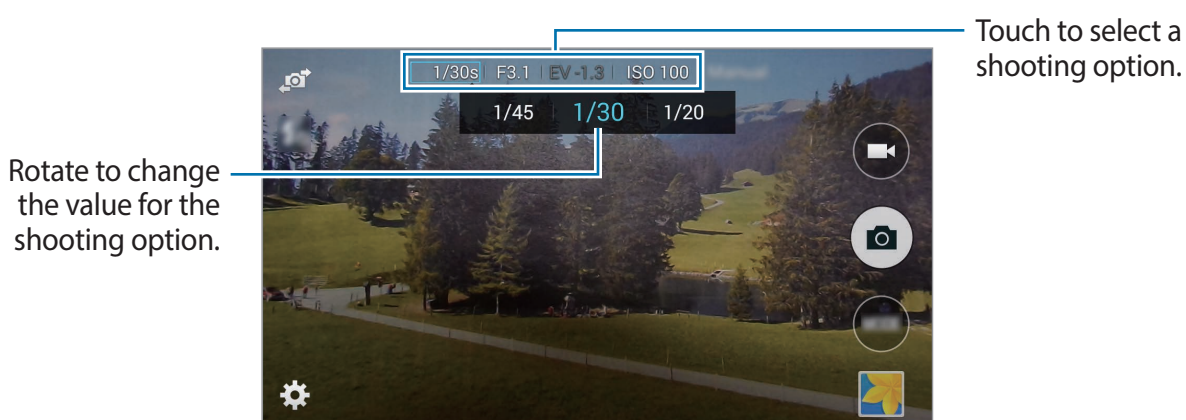 Touch to select a
shooting option.
1/30s F3.1 EV -1.3 ISO 100
1/45 1/30 1/20
Rotate to change
the value for the
shooting option.